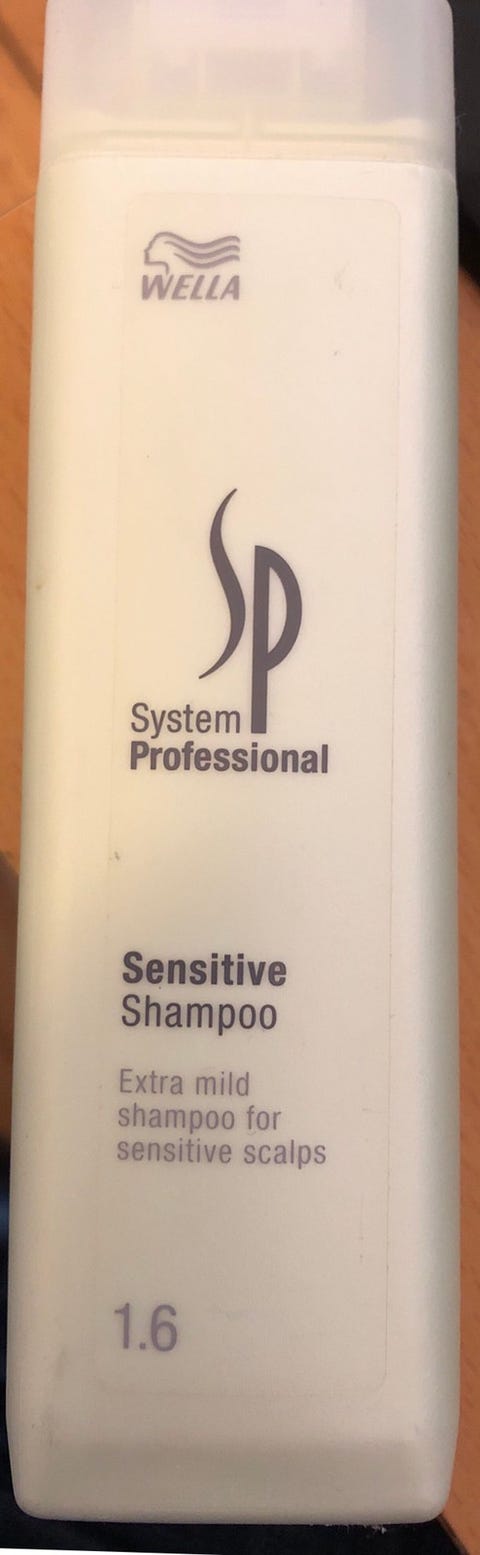 WELLA
SP
System
Professional
Sensitive
Shampoo
Extra mild
shampoo for
sensitive scalps
1.6